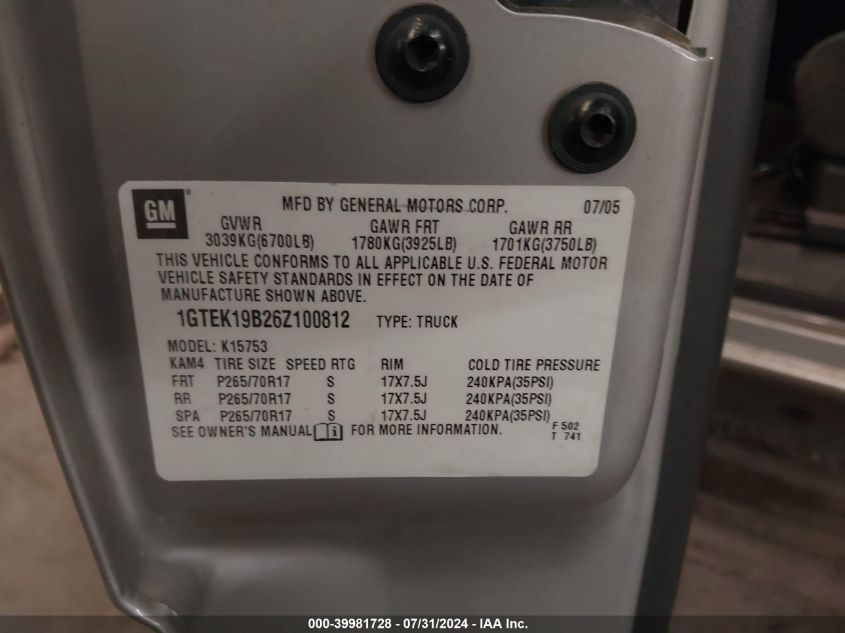 GM ®
MFD BY GENERAL MOTORS CORP. 07/05
GVWR GAWR FRT GAWR RR
3039KG(6700LB) 1780KG(3925LB) 1701KG(3750LB)
THIS VEHICLE CONFORMS TO ALL APPLICABLE U.S. FEDERAL MOTOR
VEHICLE SAFETY STANDARDS IN EFFECT ON THE DATE OF
MANUFACTURE SHOWN ABOVE.
1GTEK19B26Z100812 TYPE: TRUCK
MODEL: K15753
KAM4 TIRE SIZE SPEED RTG RIM COLD TIRE PRESSURE
FRT P265/70R17 S 17X7.5J 240KPA(35PSI)
RR P265/70R17 S 17X7.5J 240KPA(35PSI)
SPA P265/70R17 S 17X7.5J 240KPA(35PSI)
SEE OWNER'S MANUAL i FOR MORE INFORMATION. F 502
T 741
000-39981728 - 07/31/2024 - IAA Inc.